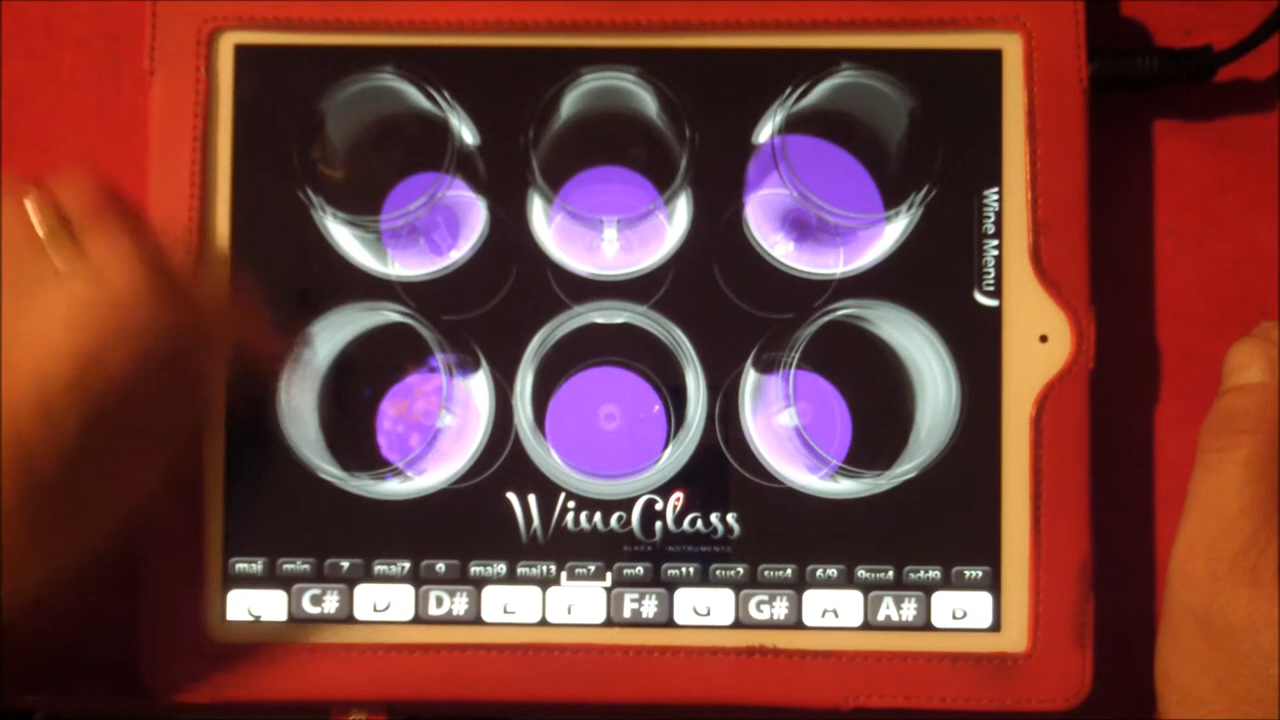 Wine Menu
WineGlass
maj min 7 maj7 9 maj9 maj13 m7 m9 m11 sus2 sus4 6/9 9sus4 add9 ???
C C# D D# E F F# G G# A A# B